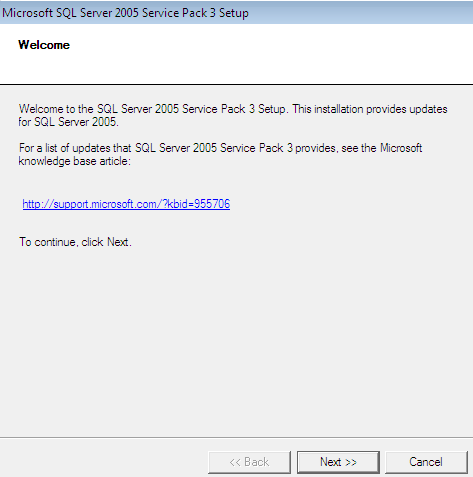 Microsoft SQL Server 2005 Service Pack 3 Setup
Welcome
Welcome to the SQL Server 2005 Service Pack 3 Setup. This installation provides updates
for SQL Server 2005.
For a list of updates that SQL Server 2005 Service Pack 3 provides, see the Microsoft
knowledge base article:
http://support.microsoft.com/?kbid=955706
To continue, click Next.
<< Back
Next >>
Cancel